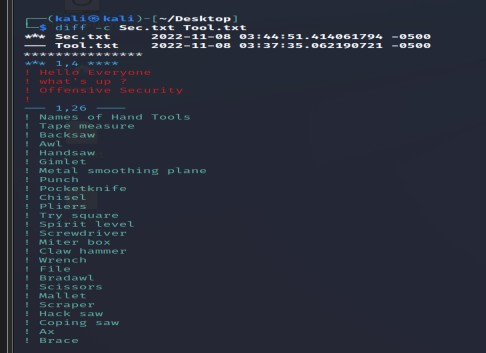 ┌──(kali㉿kali)-[~/Desktop]
└─$ diff -c Sec.txt Tool.txt
*** Sec.txt     2022-11-08 03:44:51.414061794 -0500
--- Tool.txt    2022-11-08 03:37:35.062190721 -0500
***************
*** 1,4 ****
! Hello Everyone
! what's up ?
! Offensive Security
!
--- 1,26 ----
! Names of Hand Tools
! Tape measure
! Backsaw
! Awl
! Handsaw
! Gimlet
! Metal smoothing plane
! Punch
! Pocketknife
! Chisel
! Pliers
! Try square
! Spirit level
! Screwdriver
! Miter box
! Claw hammer
! Wrench
! File
! Bradawl
! Scissors
! Mallet
! Scraper
! Hack saw
! Coping saw
! Ax
! Brace